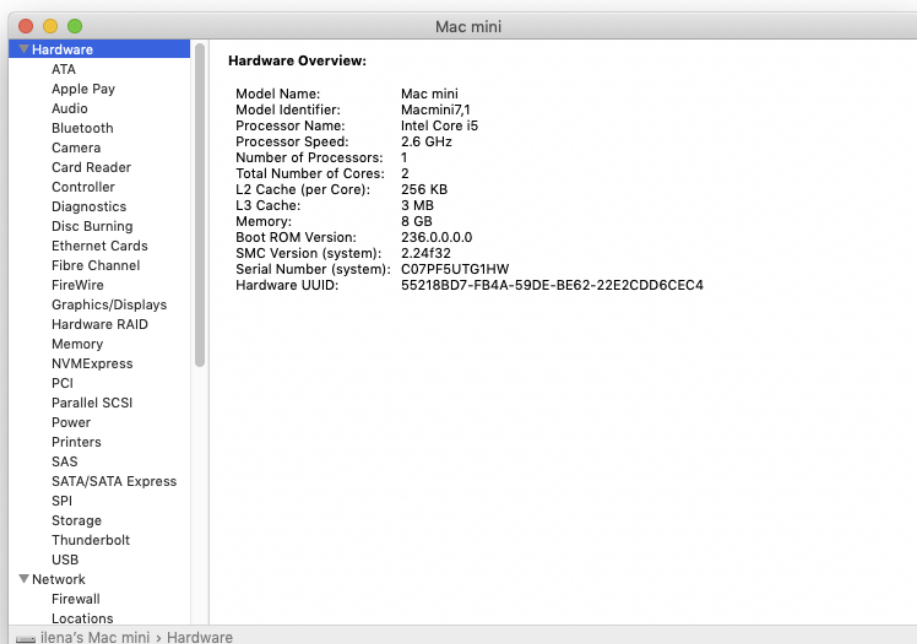 Mac mini
▼ Hardware
ATA
Apple Pay
Audio
Bluetooth
Camera
Card Reader
Controller
Diagnostics
Disc Burning
Ethernet Cards
Fibre Channel
FireWire
Graphics/Displays
Hardware RAID
Memory
NVMExpress
PCI
Parallel SCSI
Power
Printers
SAS
SATA/SATA Express
SPI
Storage
Thunderbolt
USB
▼ Network
Firewall
Locations
Hardware Overview:
Model Name: Mac mini
Model Identifier: Macmini7,1
Processor Name: Intel Core i5
Processor Speed: 2.6 GHz
Number of Processors: 1
Total Number of Cores: 2
L2 Cache (per Core): 256 KB
L3 Cache: 3 MB
Memory: 8 GB
Boot ROM Version: 236.0.0.0.0
SMC Version (system): 2.24f32
Serial Number (system): C07PF5UTG1HW
Hardware UUID: 55218BD7-FB4A-59DE-BE62-22E2CDD6CEC4
ilena's Mac mini › Hardware